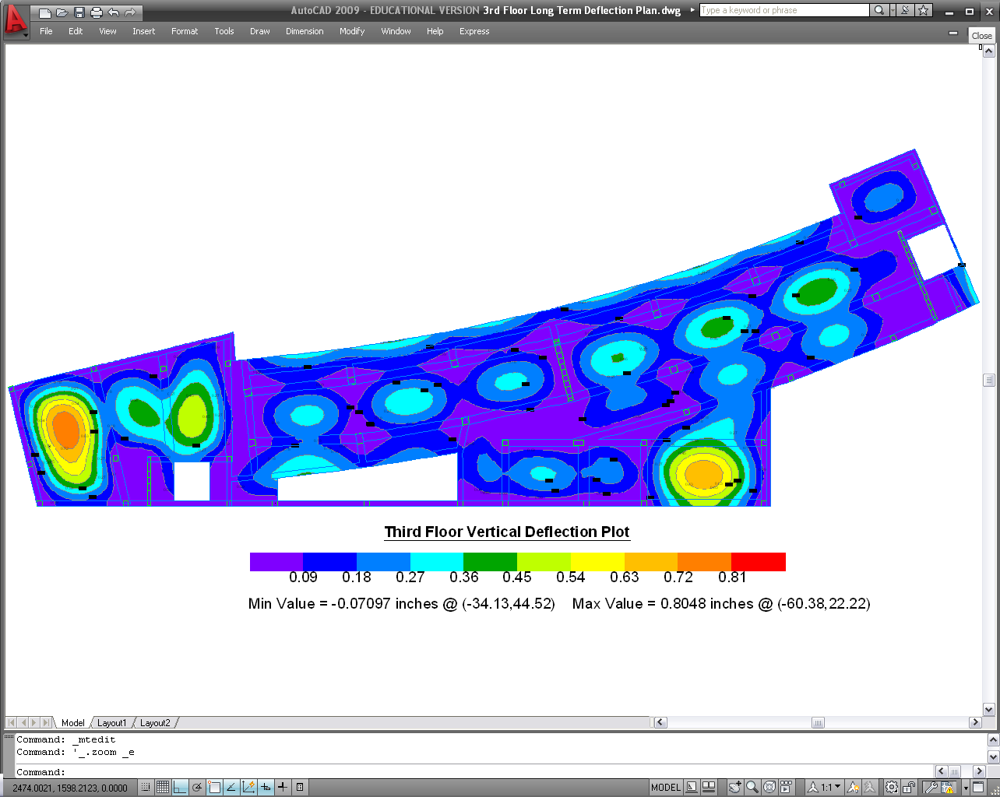 AutoCAD 2009 - EDUCATIONAL VERSION 3rd Floor Long Term Deflection Plan.dwg
Type a keyword or phrase
File Edit View Insert Format Tools Draw Dimension Modify Window Help Express
Close
Third Floor Vertical Deflection Plot
0.09 0.18 0.27 0.36 0.45 0.54 0.63 0.72 0.81
Min Value = -0.07097 inches @ (-34.13,44.52) Max Value = 0.8048 inches @ (-60.38,22.22)
Model Layout1 Layout2
Command: _mtedit
Command: '_.zoom _e
Command:
2474.0021, 1598.2123, 0.0000 MODEL 1:1